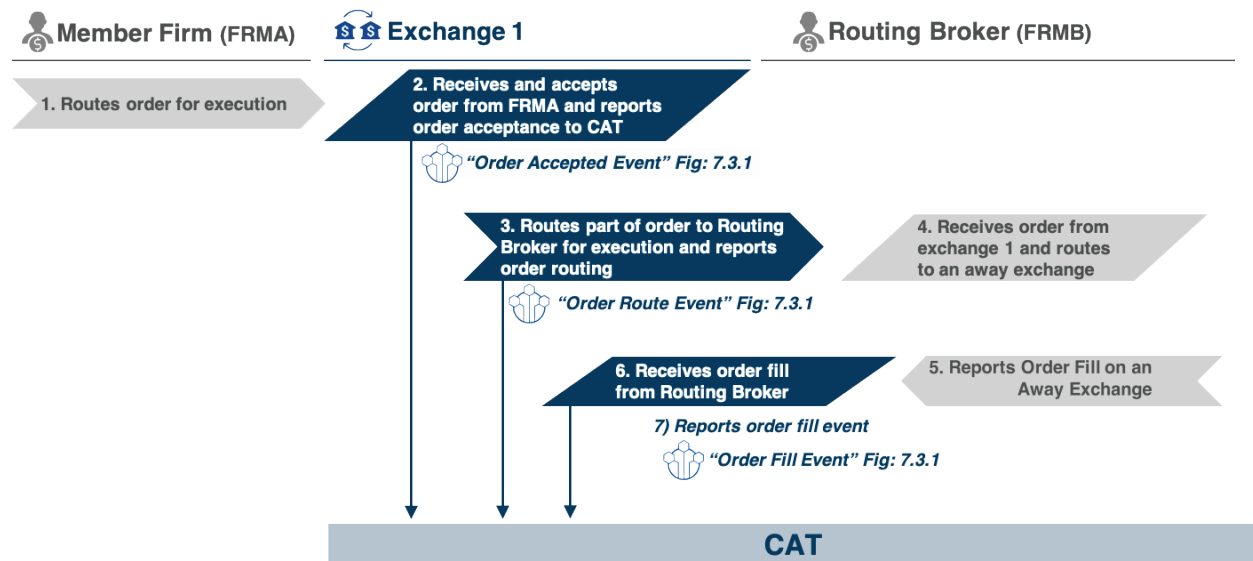 Member Firm (FRMA)
Exchange 1
Routing Broker (FRMB)
1. Routes order for execution
2. Receives and accepts
order from FRMA and reports
order acceptance to CAT
“Order Accepted Event” Fig: 7.3.1
3. Routes part of order to Routing
Broker for execution and reports
order routing
4. Receives order from
exchange 1 and routes
to an away exchange
“Order Route Event” Fig: 7.3.1
6. Receives order fill
from Routing Broker
5. Reports Order Fill on an
Away Exchange
7) Reports order fill event
“Order Fill Event” Fig: 7.3.1
CAT